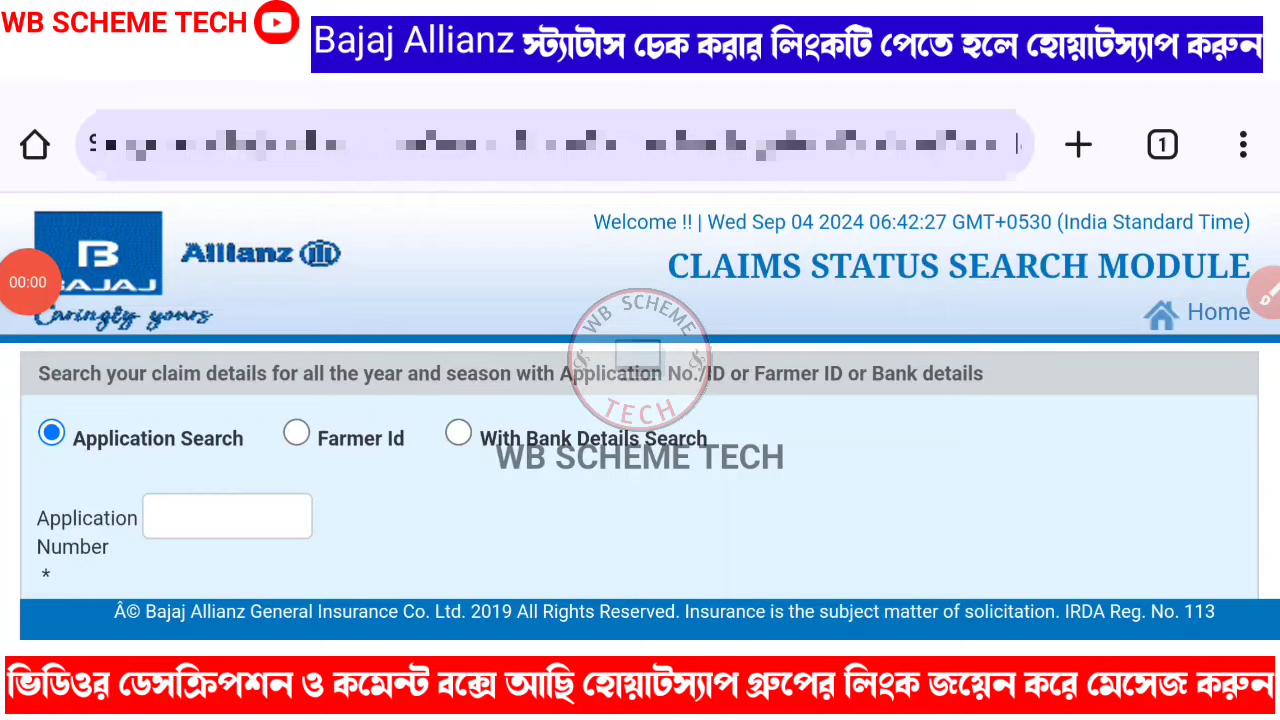 WB SCHEME TECH
Bajaj Allianz স্ট্যাটাস চেক করার লিংকটি পেতে হলে হোয়াটস্যাপ করুন
1
Welcome !! | Wed Sep 04 2024 06:42:27 GMT+0530 (India Standard Time)
B
BAJAJ
Allianz
Caringly yours
CLAIMS STATUS SEARCH MODULE
00:00
Home
WB SCHEME
TECH
Search your claim details for all the year and season with Application No./ID or Farmer ID or Bank details
Application Search Farmer Id With Bank Details Search
WB SCHEME TECH
Application
Number
*
Â© Bajaj Allianz General Insurance Co. Ltd. 2019 All Rights Reserved. Insurance is the subject matter of solicitation. IRDA Reg. No. 113
ভিডিওর ডেসক্রিপশন ও কমেন্ট বক্সে আছি হোয়াটস্যাপ গ্রুপের লিংক জয়েন করে মেসেজ করুন